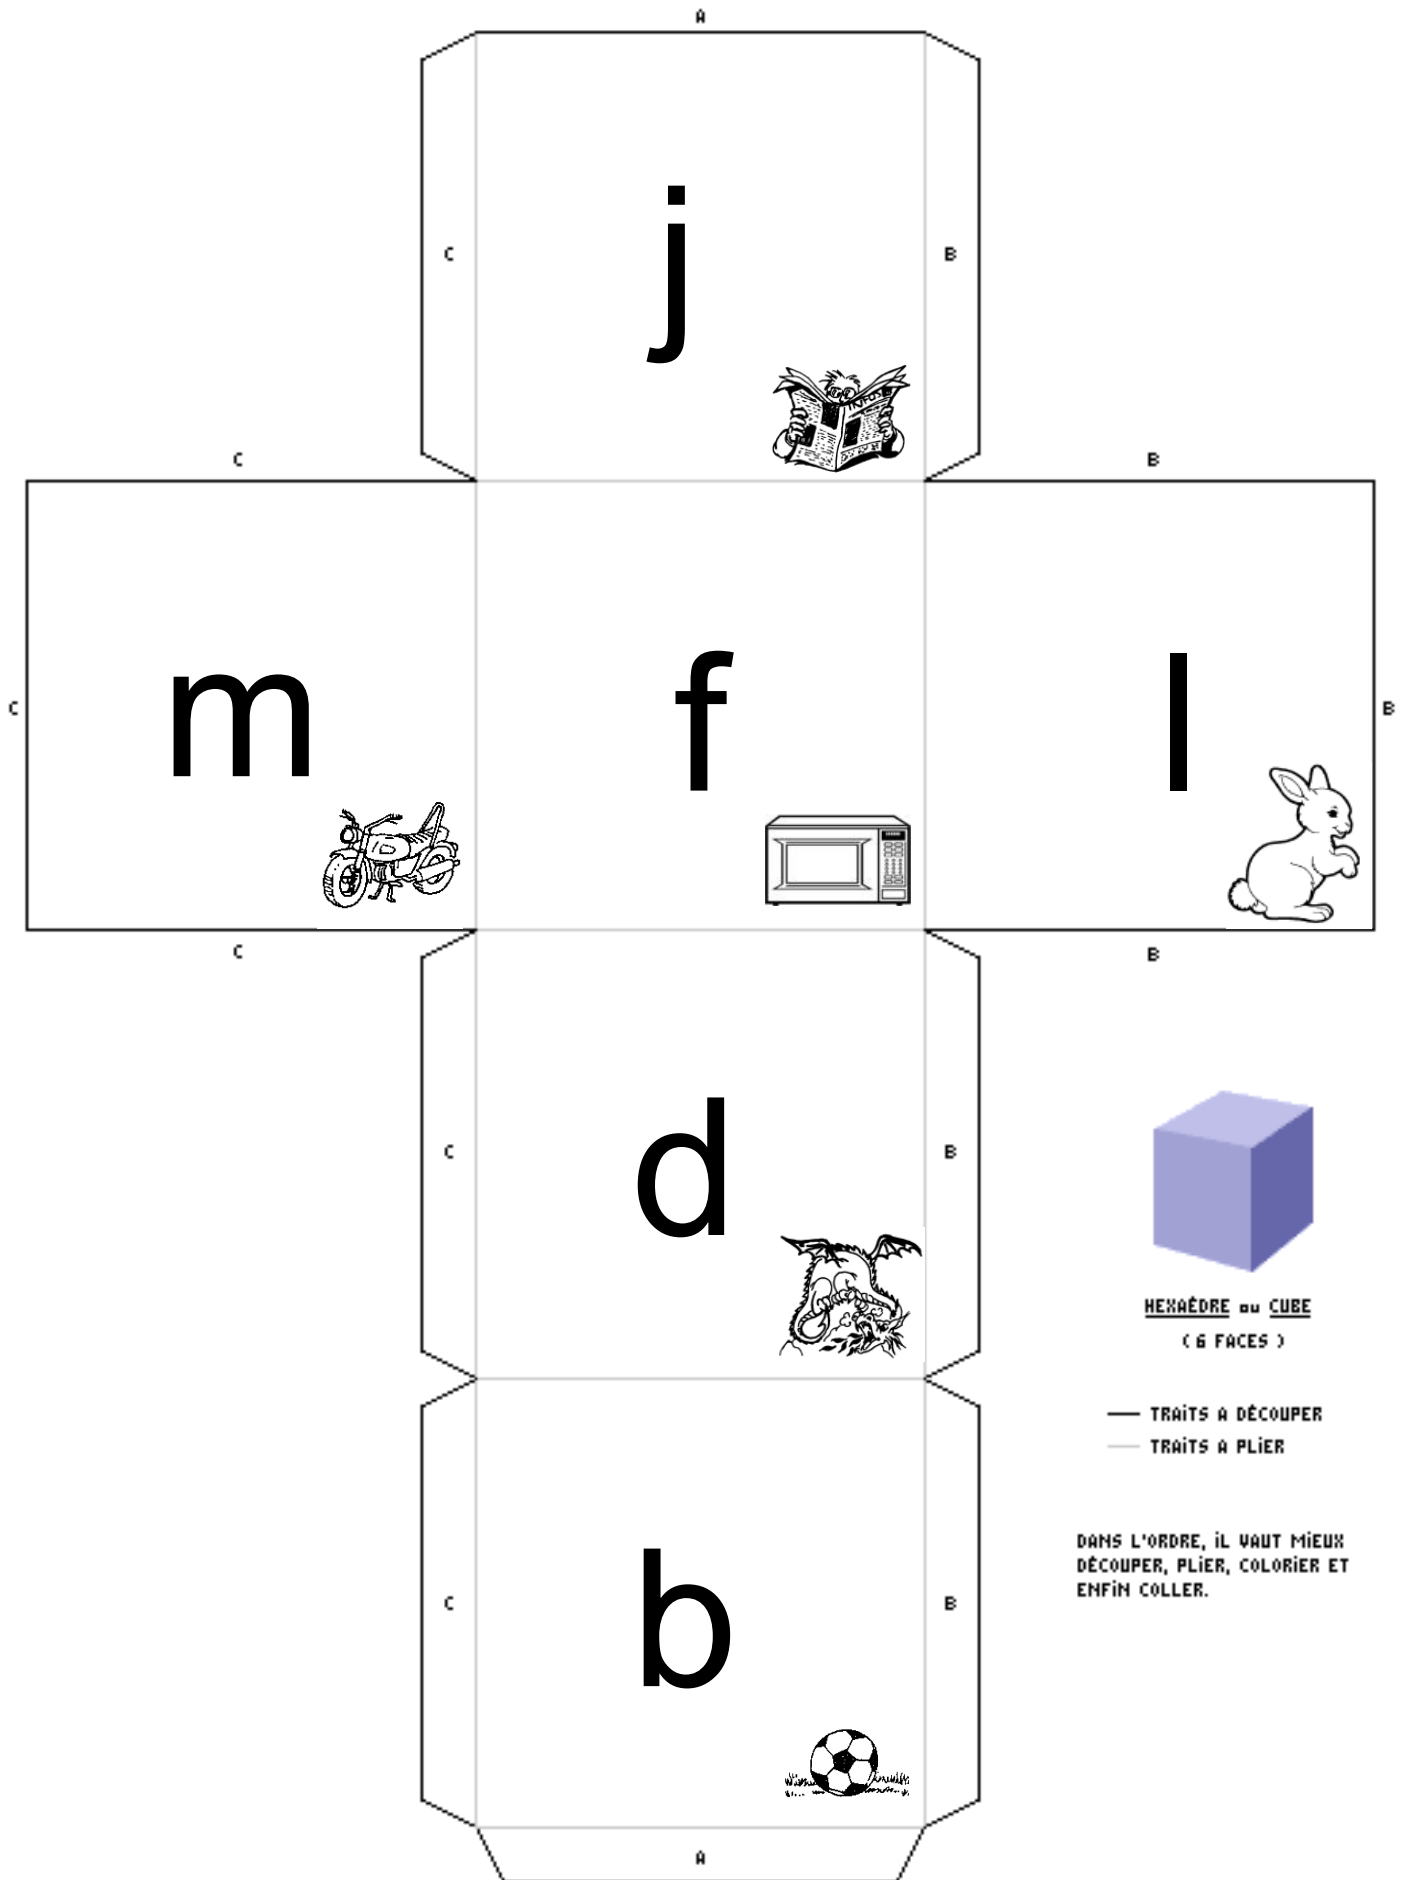 A
C
j
B
INFOS
C
B
C
m
f
l
B
C
B
C
d
B
HEXAÈDRE ou CUBE
( 6 FACES )
TRAiTS A DÉCOUPER
TRAiTS A PLiER
DANS L'ORDRE, iL VAUT MiEUX
DÉCOUPER, PLiER, COLORiER ET
ENFiN COLLER.
C
b
B
A